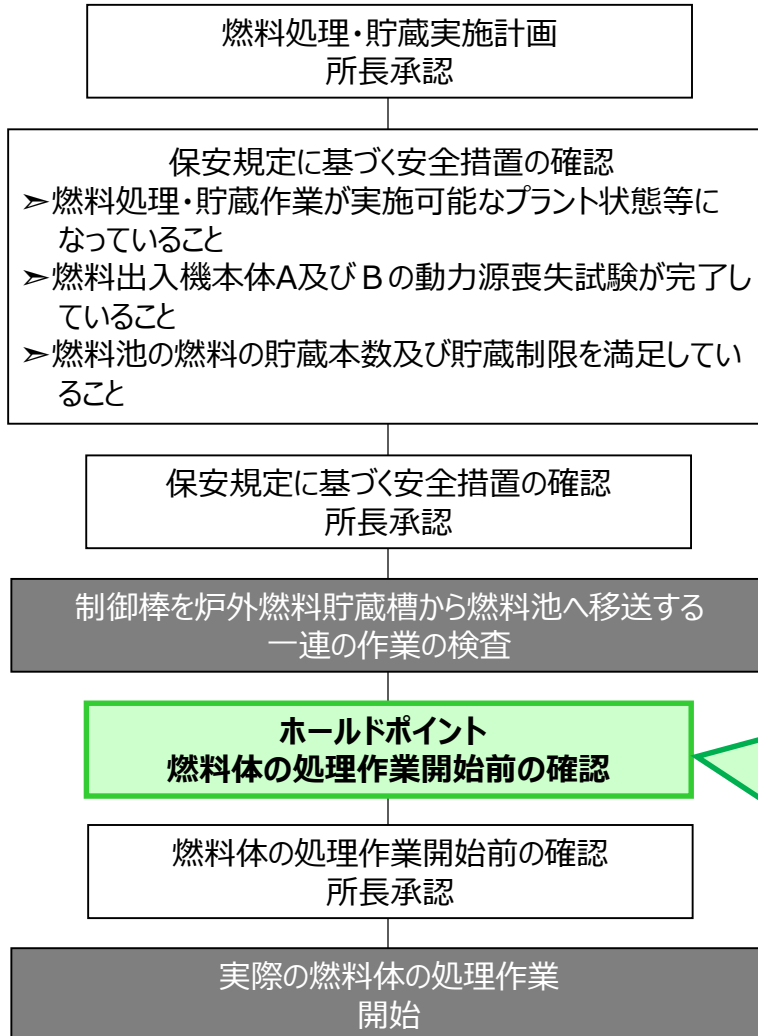 燃料処理・貯蔵実施計画
所長承認
保安規定に基づく安全措置の確認
➣燃料処理・貯蔵作業が実施可能なプラント状態等に
なっていること
➣燃料出入機本体A及びＢの動力源喪失試験が完了し
ていること
➣燃料池の燃料の貯蔵本数及び貯蔵制限を満足してい
ること
保安規定に基づく安全措置の確認
所長承認
制御棒を炉外燃料貯蔵槽から燃料池へ移送する
一連の作業の検査
ホールドポイント
燃料体の処理作業開始前の確認
燃料体の処理作業開始前の確認
所長承認
実際の燃料体の処理作業
開始